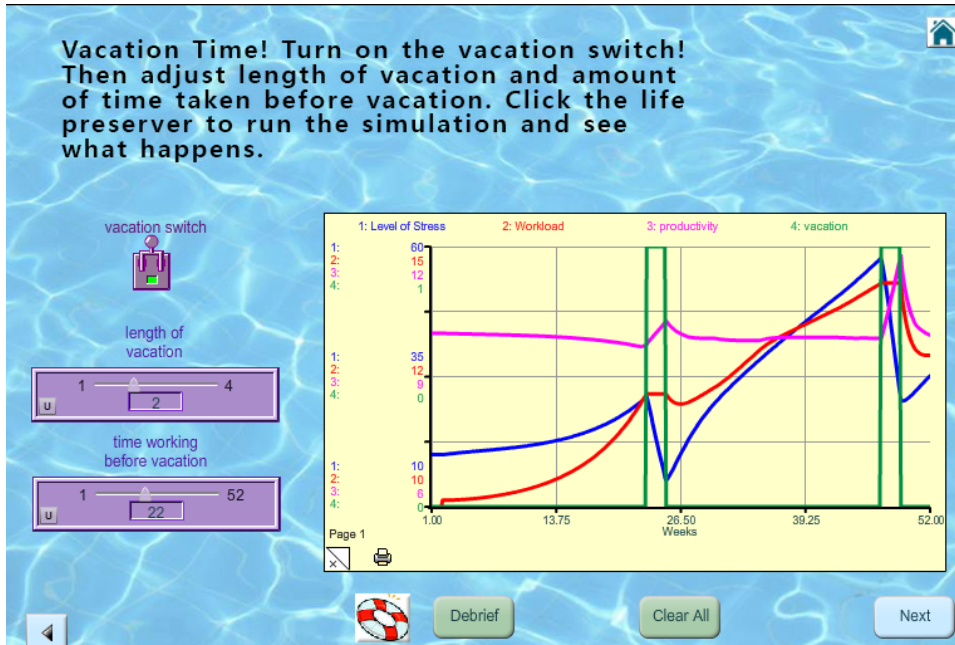 Vacation Time! Turn on the vacation switch!
Then adjust length of vacation and amount
of time taken before vacation. Click the life
preserver to run the simulation and see
what happens.
vacation switch
length of
vacation
1 4
U
2
time working
before vacation
1 52
U
22
1: Level of Stress 2: Workload 3: productivity 4: vacation
1: 60
2: 15
3: 12
4: 1
1: 35
2: 12
3: 9
4: 0
1: 10
2: 10
3: 6
4: 0
1.00 13.75 26.50 39.25 52.00
Weeks
Page 1
Debrief Clear All Next